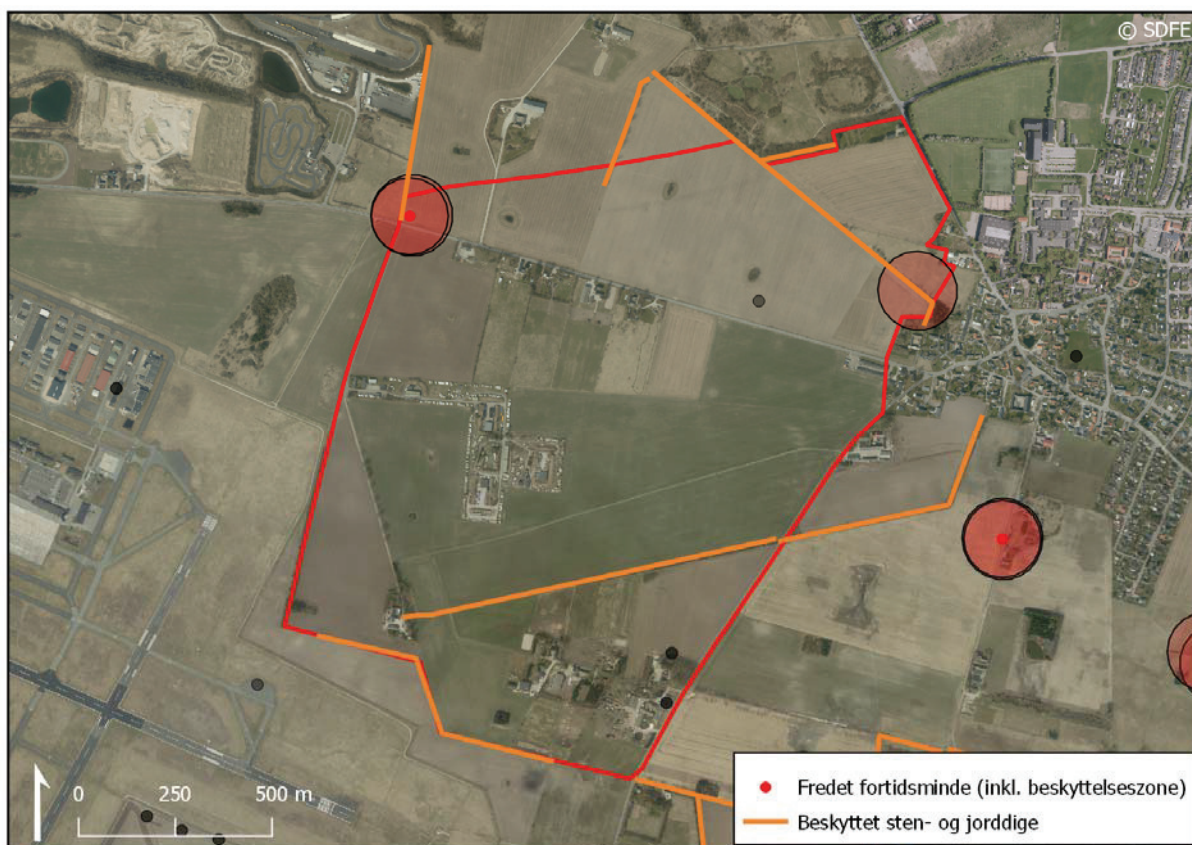 © SDFE
0 250 500 m
Fredet fortidsminde (inkl. beskyttelseszone)
Beskyttet sten- og jorddige